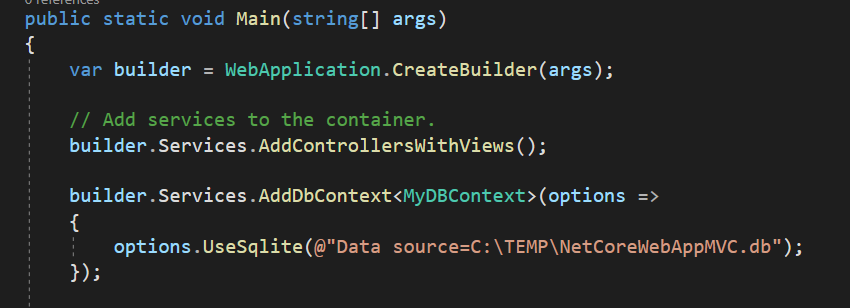 0 references
public static void Main(string[] args)
{
var builder = WebApplication.CreateBuilder(args);
// Add services to the container.
builder.Services.AddControllersWithViews();
builder.Services.AddDbContext<MyDBContext>(options =>
{
options.UseSqlite(@"Data source=C:\TEMP\NetCoreWebAppMVC.db");
});